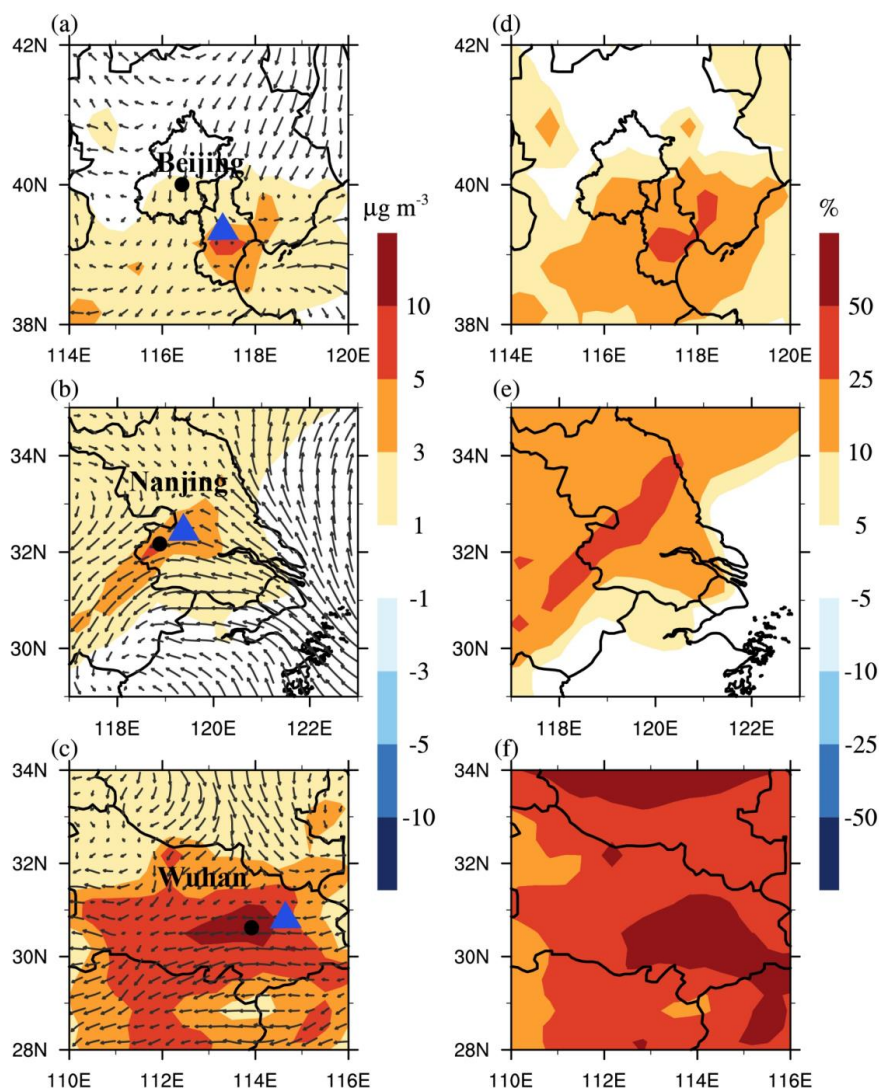 (a)
42N
40N
38N
114E 116E 118E 120E
Beijing
μg m⁻³
10
5
3
1
-1
-3
-5
-10
(d)
42N
40N
38N
114E 116E 118E 120E
%
50
25
10
5
-5
-10
-25
-50
(b)
34N
32N
30N
118E 120E 122E
Nanjing
(e)
34N
32N
30N
118E 120E 122E
(c)
34N
32N
30N
28N
110E 112E 114E 116E
Wuhan
(f)
34N
32N
30N
28N
110E 112E 114E 116E